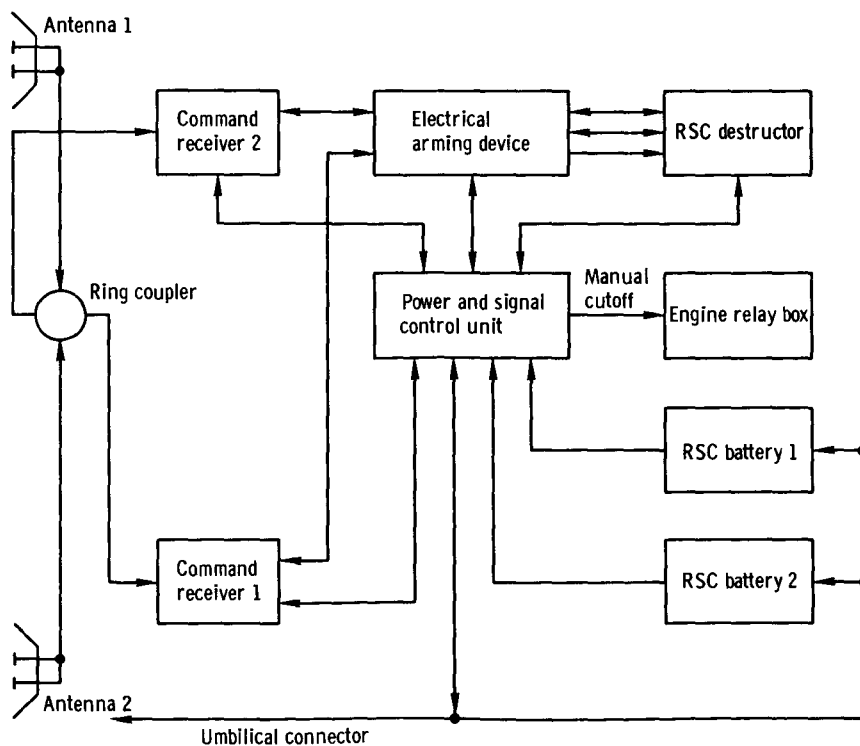 Antenna 1
Command
receiver 2
Electrical
arming device
RSC destructor
Ring coupler
Power and signal
control unit
Manual
cutoff
Engine relay box
RSC battery 1
Command
receiver 1
RSC battery 2
Antenna 2
Umbilical connector